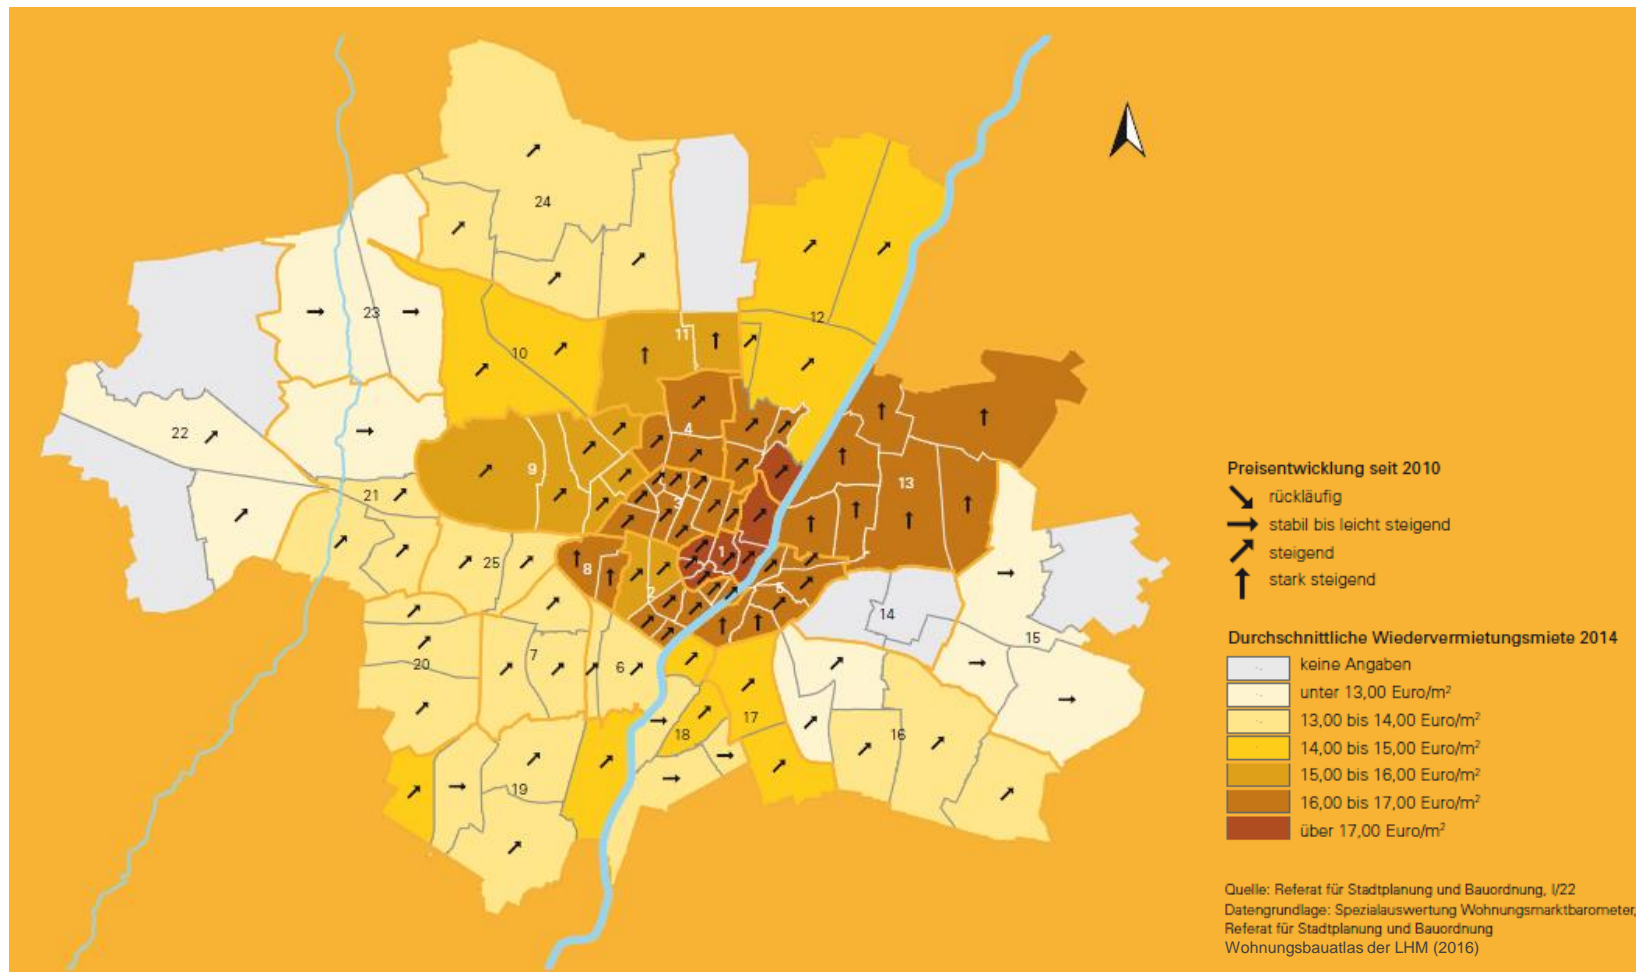 24
23
11
12
10
22
4
9
13
21
3
1
25
8
2
5
14
15
7
6
20
17
18
16
19
Preisentwicklung seit 2010
rückläufig
stabil bis leicht steigend
steigend
stark steigend
Durchschnittliche Wiedervermietungsmiete 2014
keine Angaben
unter 13,00 Euro/m²
13,00 bis 14,00 Euro/m²
14,00 bis 15,00 Euro/m²
15,00 bis 16,00 Euro/m²
16,00 bis 17,00 Euro/m²
über 17,00 Euro/m²
Quelle: Referat für Stadtplanung und Bauordnung, I/22
Datengrundlage: Spezialauswertung Wohnungsmarktbarometer,
Referat für Stadtplanung und Bauordnung
Wohnungsbauatlas der LHM (2016)